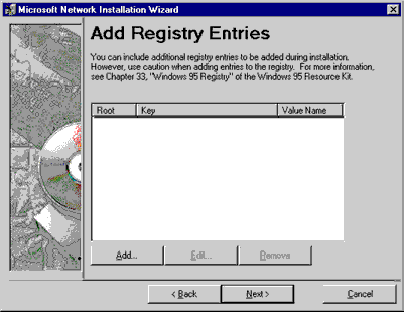 Microsoft Network Installation Wizard
Add Registry Entries
You can include additional registry entries to be added during installation.
However, use caution when adding entries to the registry. For more information,
see Chapter 33, "Windows 95 Registry" of the Windows 95 Resource Kit.
Root Key Value Name
Add... Edit... Remove
< Back Next > Cancel